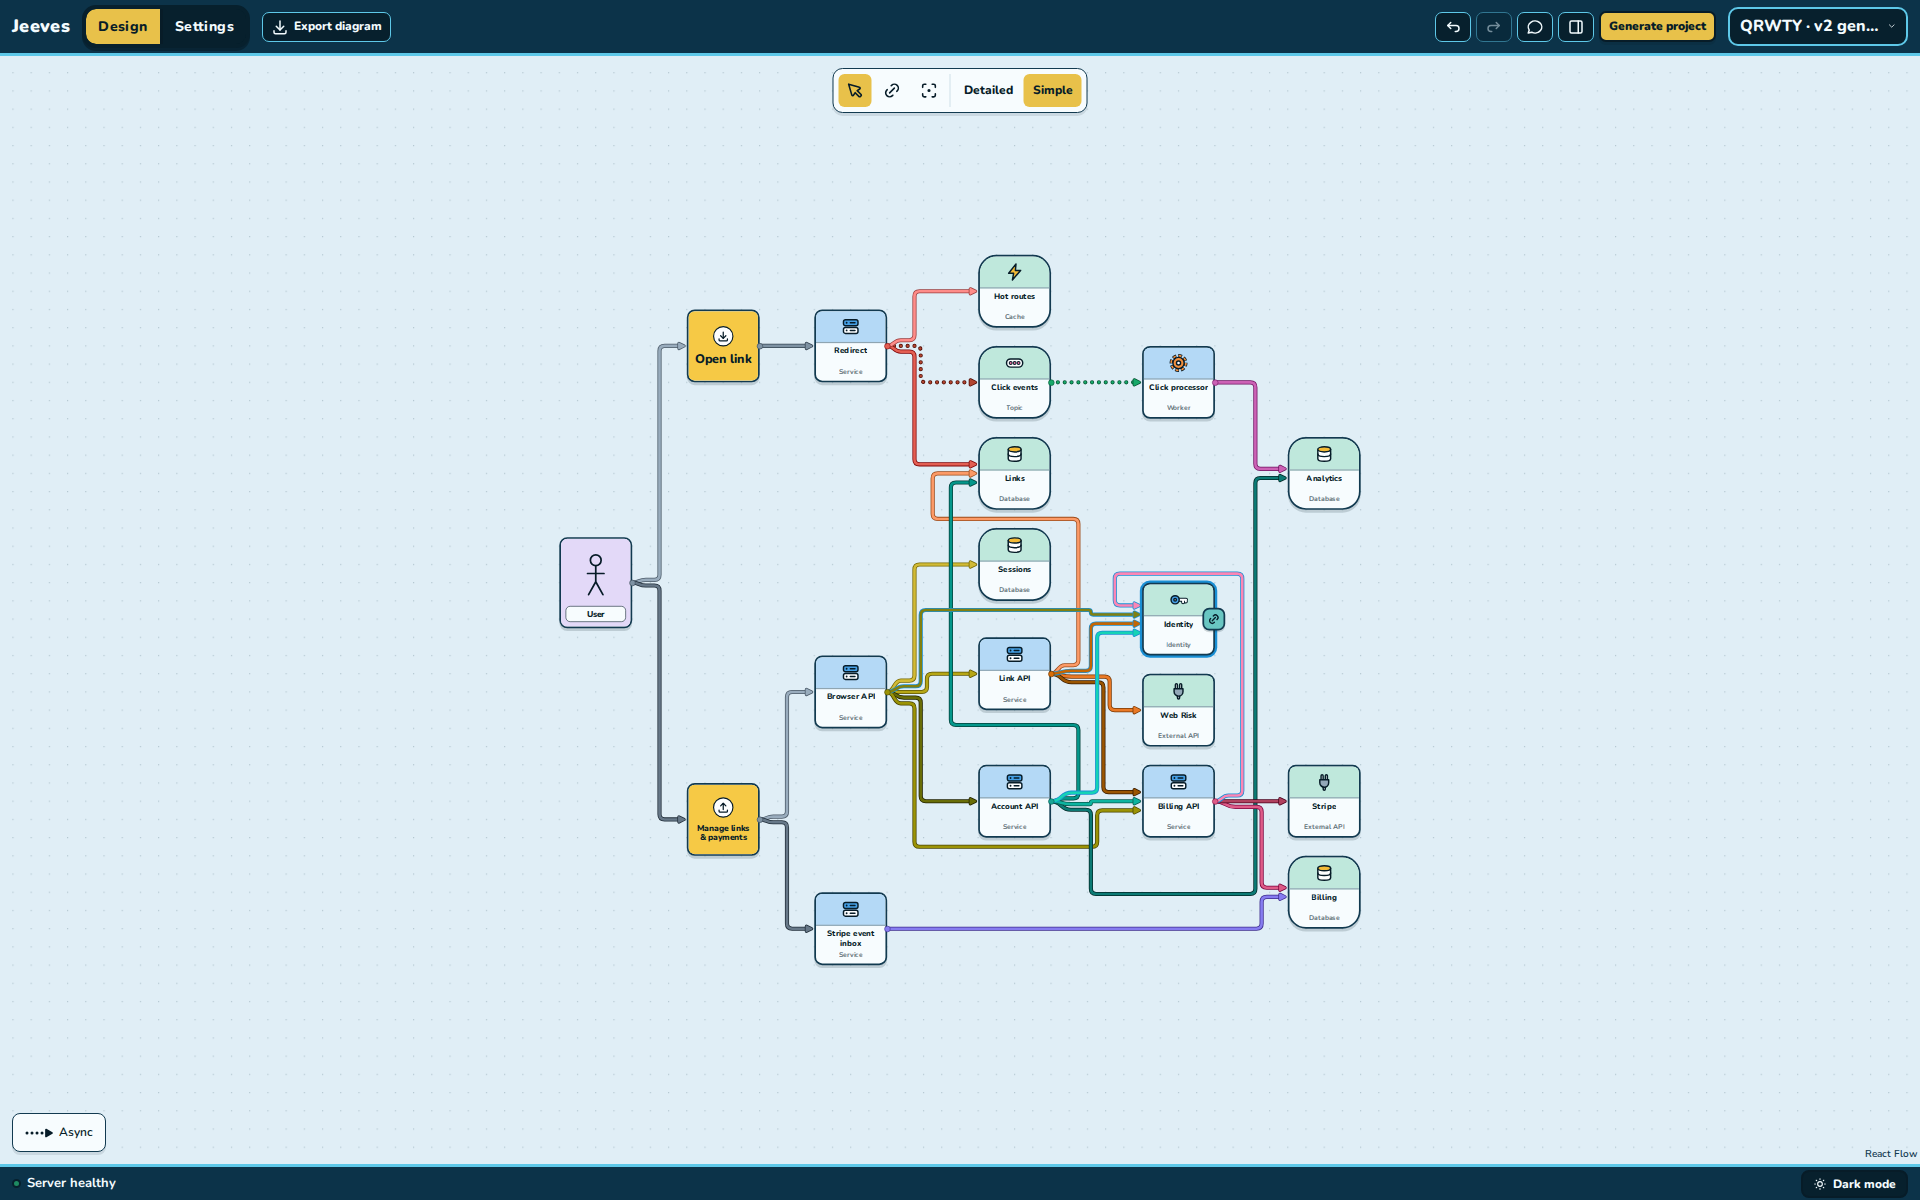 Jeeves
Design
Settings
Export diagram
Generate project
QRWTY · v2 gen...
Detailed
Simple
Hot routes
Cache
Open link
Redirect
Service
Click events
Topic
Click processor
Worker
Links
Database
Analytics
Database
Sessions
Database
User
Identity
Identity
Browser API
Service
Link API
Service
Web Risk
External API
Manage links
& payments
Account API
Service
Billing API
Service
Stripe
External API
Billing
Database
Stripe event
inbox
Service
Async
React Flow
Server healthy
Dark mode